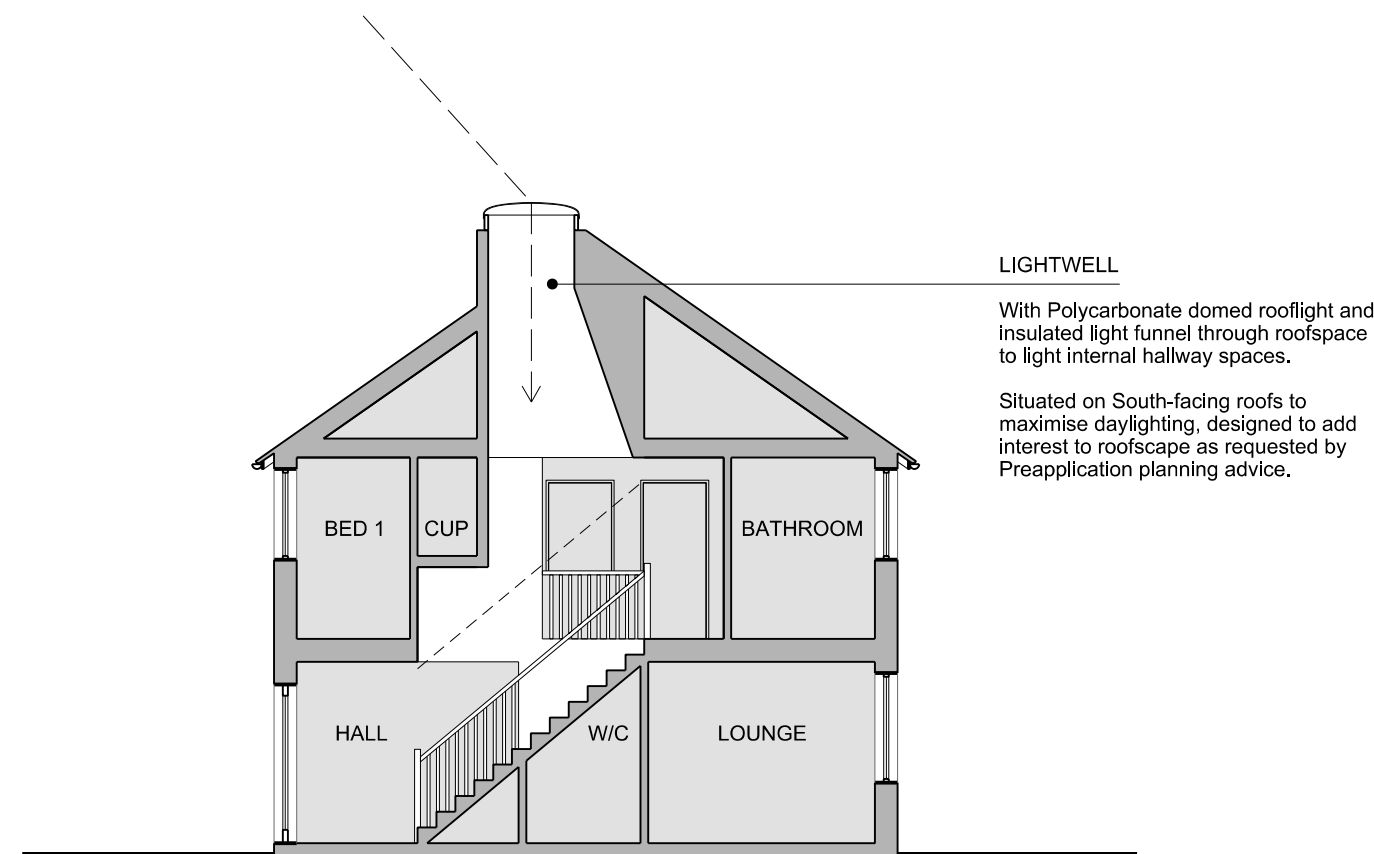 LIGHTWELL
With Polycarbonate domed rooflight and
insulated light funnel through roofspace
to light internal hallway spaces.
Situated on South-facing roofs to
maximise daylighting, designed to add
interest to roofscape as requested by
Preapplication planning advice.
BED 1
CUP
BATHROOM
HALL
W/C
LOUNGE